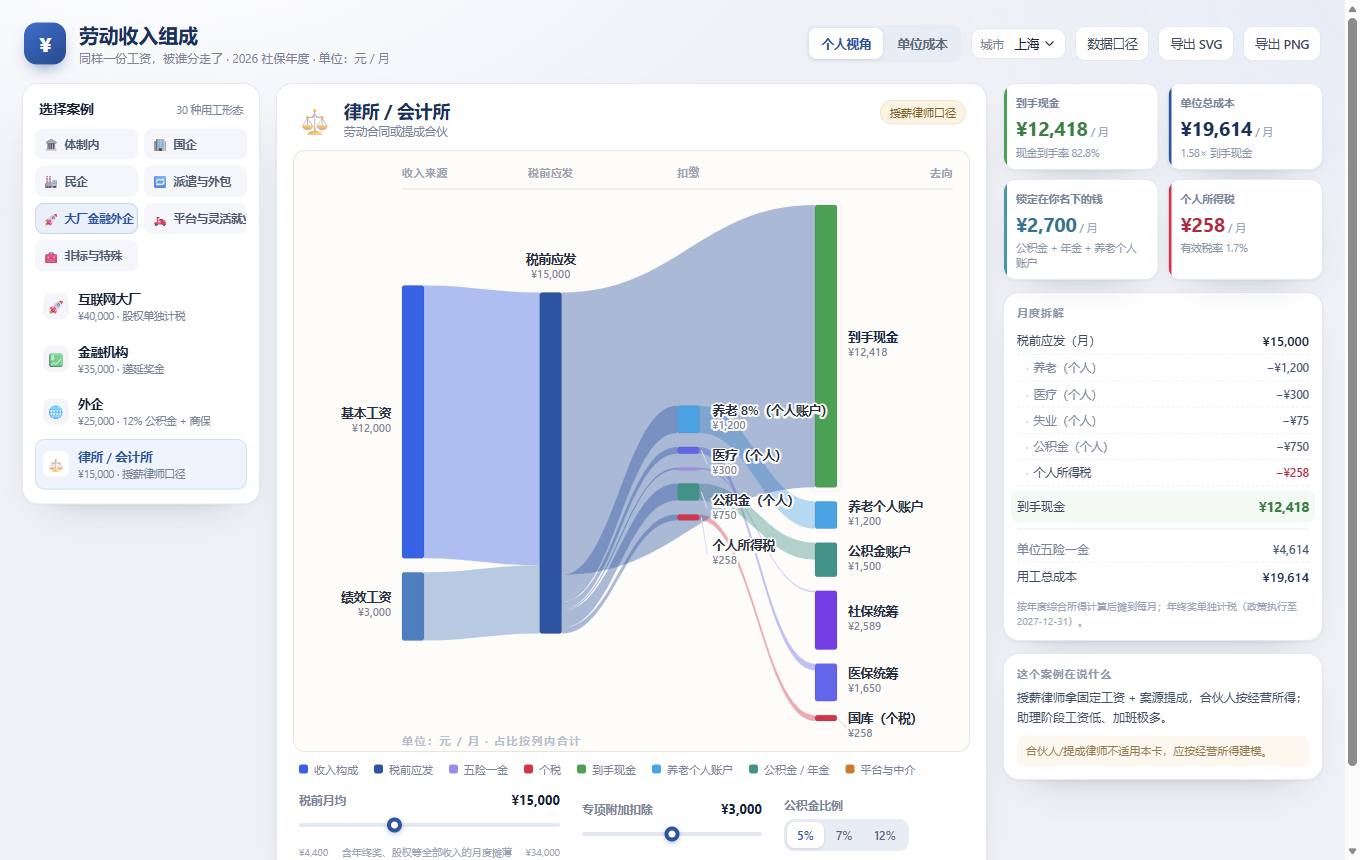 ¥
劳动收入组成
同样一份工资，被谁分走了 · 2026 社保年度 · 单位：元 / 月
个人视角
单位成本
城市
上海
数据口径
导出 SVG
导出 PNG
选择案例
30 种用工形态
体制内
国企
民企
派遣与外包
大厂金融外企
平台与灵活就业
非标与特殊
互联网大厂
¥40,000 · 股权单独计税
金融机构
¥35,000 · 递延奖金
外企
¥25,000 · 12% 公积金 + 商保
律所 / 会计所
¥15,000 · 授薪律师口径
律所 / 会计所
劳动合同或提成合伙
授薪律师口径
收入来源
税前应发
扣缴
去向
税前应发
¥15,000
基本工资
¥12,000
绩效工资
¥3,000
养老 8%（个人账户）
¥1,200
医疗（个人）
¥300
公积金（个人）
¥750
个人所得税
¥258
到手现金
¥12,418
养老个人账户
¥1,200
公积金账户
¥1,500
社保统筹
¥2,589
医保统筹
¥1,650
国库（个税）
¥258
单位：元 / 月 · 占比按列内合计
收入构成
税前应发
五险一金
个税
到手现金
养老个人账户
公积金 / 年金
平台与中介
税前月均
¥15,000
¥4,400
含年终奖、股权等全部收入的月度摊薄
¥34,000
专项附加扣除
¥3,000
公积金比例
5%
7%
12%
到手现金
¥12,418 / 月
现金到手率 82.8%
单位总成本
¥19,614 / 月
1.58× 到手现金
锁定在你名下的钱
¥2,700 / 月
公积金 + 年金 + 养老个人
账户
个人所得税
¥258 / 月
有效税率 1.7%
月度拆解
税前应发（月）
¥15,000
· 养老（个人）
−¥1,200
· 医疗（个人）
−¥300
· 失业（个人）
−¥75
· 公积金（个人）
−¥750
· 个人所得税
−¥258
到手现金
¥12,418
单位五险一金
¥4,614
用工总成本
¥19,614
按年度综合所得计算后摊到每月；年终奖单独计税（政策执行至
2027-12-31）。
这个案例在说什么
授薪律师拿固定工资 + 案源提成，合伙人按经营所得；
助理阶段工资低、加班极多。
合伙人/提成律师不适用本卡，应按经营所得建模。